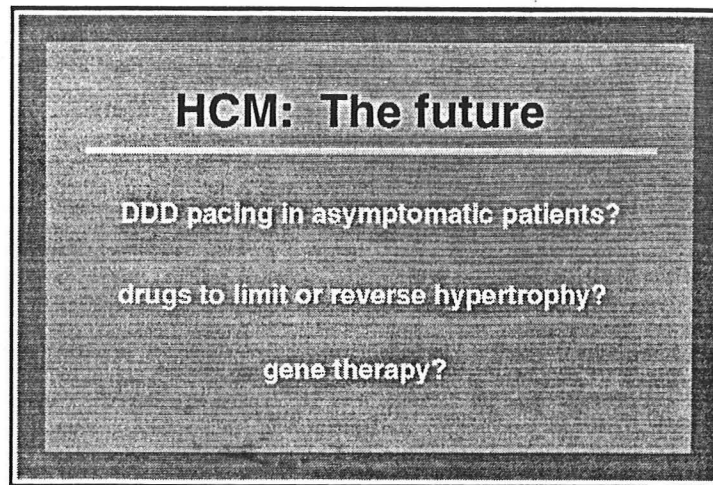 HCM: The future
DDD pacing in asymptomatic patients?
drugs to limit or reverse hypertrophy?
gene therapy?